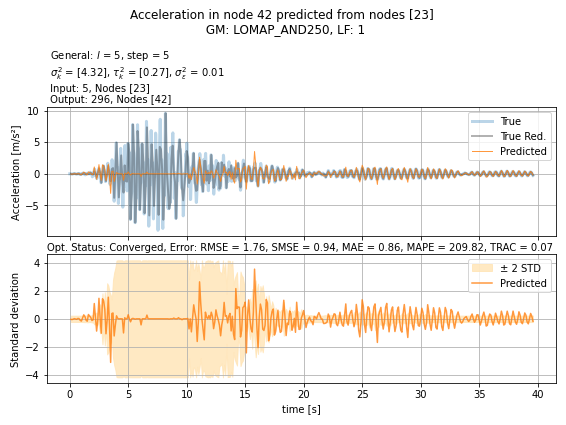 Acceleration in node 42 predicted from nodes [23]
GM: LOMAP_AND250, LF: 1
General: l = 5, step = 5
σ²ₖ = [4.32], τ²ₖ = [0.27], σ²ε = 0.01
Input: 5, Nodes [23]
Output: 296, Nodes [42]
10
5
0
−5
Acceleration [m/s²]
True
True Red.
Predicted
Opt. Status: Converged, Error: RMSE = 1.76, SMSE = 0.94, MAE = 0.86, MAPE = 209.82, TRAC = 0.07
4
2
0
−2
−4
Standard deviation
± 2 STD
Predicted
0 5 10 15 20 25 30 35 40
time [s]